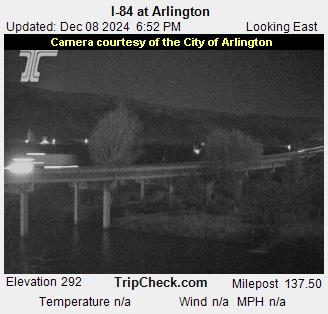 I-84 at Arlington
Updated: Dec 08 2024 6:52 PM Looking East
Camera courtesy of the City of Arlington
Elevation 292 TripCheck.com Milepost 137.50
Temperature n/a Wind n/a MPH n/a